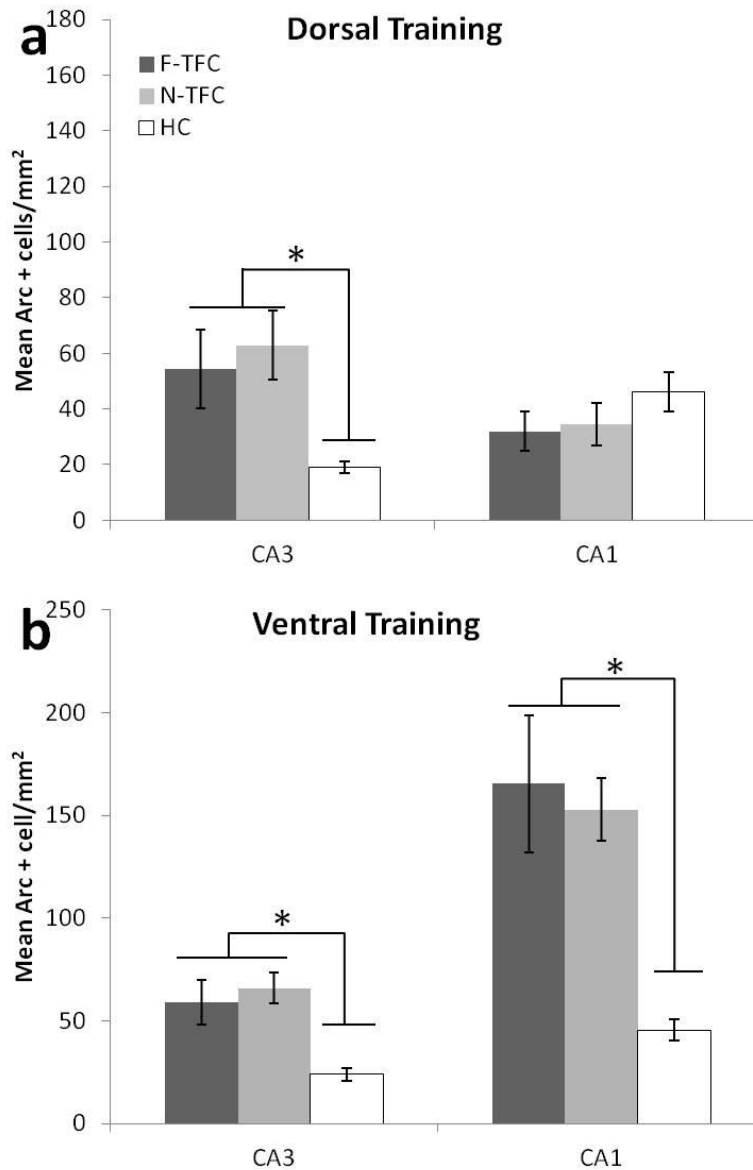 a
Dorsal Training
F-TFC
N-TFC
HC
Mean Arc + cells/mm²
180
160
140
120
100
80
60
40
20
0
*
CA3
CA1
b
Ventral Training
Mean Arc + cell/mm²
250
200
150
100
50
0
*
*
CA3
CA1